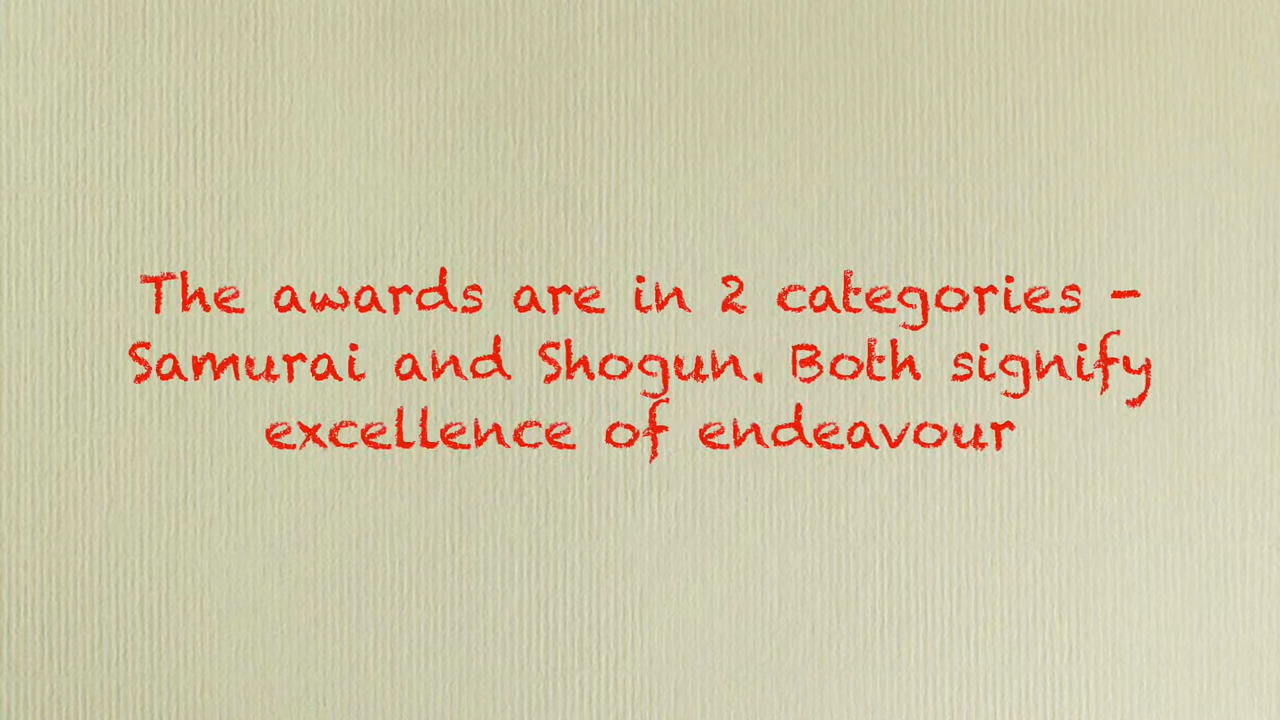 The awards are in 2 categories -
Samurai and Shogun. Both signify
excellence of endeavour